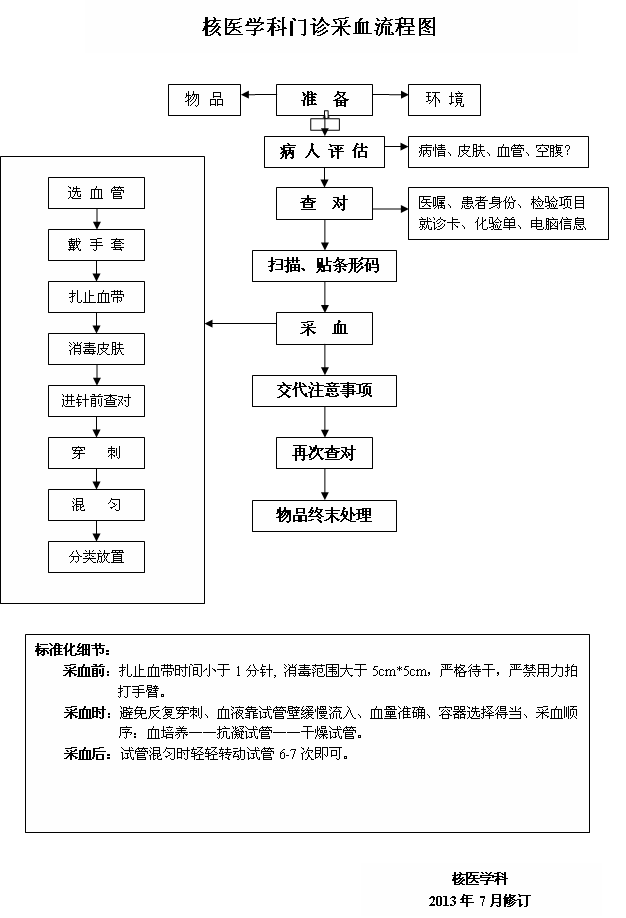 核医学科门诊采血流程图
物 品
准 备
环 境
病 人 评 估
病情、皮肤、血管、空腹?
查 对
医嘱、患者身份、检验项目
就诊卡、化验单、电脑信息
扫描、贴条形码
采 血
交代注意事项
再次查对
物品终末处理
选 血 管
戴 手 套
扎止血带
消毒皮肤
进针前查对
穿 刺
混 匀
分类放置
标准化细节:
采血前: 扎止血带时间小于 1 分针, 消毒范围大于 5cm*5cm，严格待干，严禁用力拍
打手臂。
采血时: 避免反复穿刺、血液靠试管壁缓慢流入、血量准确、容器选择得当、采血顺
序：血培养——抗凝试管——干燥试管。
采血后: 试管混匀时轻轻转动试管 6-7 次即可。
核医学科
2013 年 7 月修订